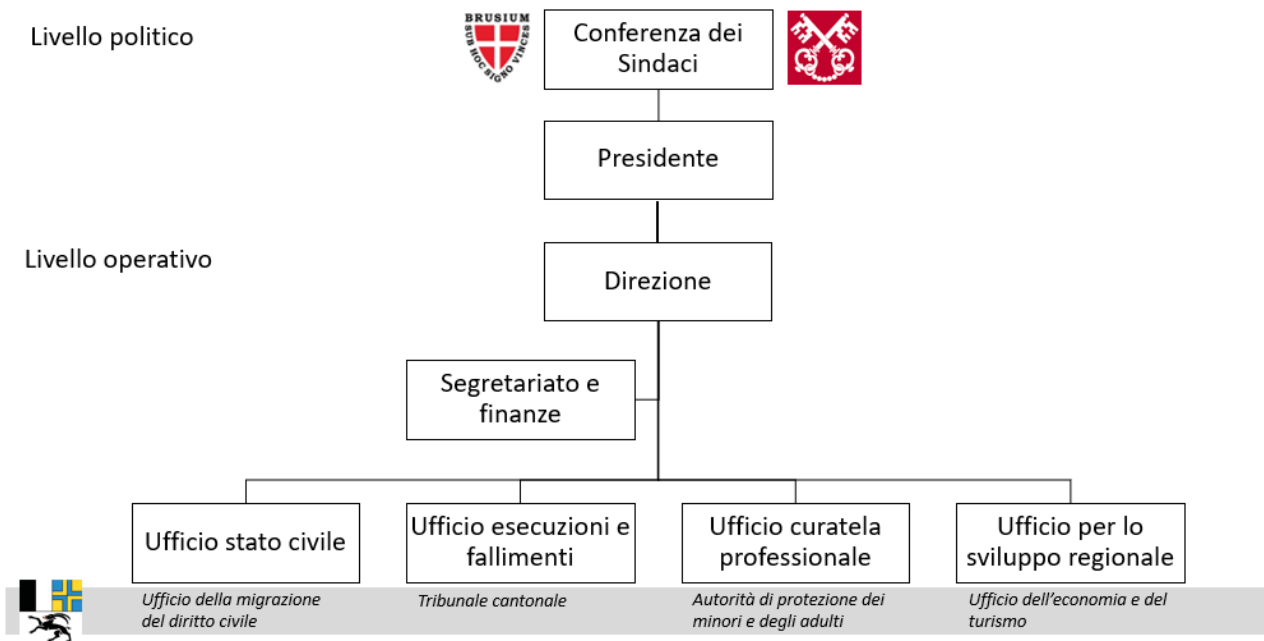 Livello politico
BRUSIUM
SUB HOC SIGNO VINCES
Conferenza dei
Sindaci
Presidente
Livello operativo
Direzione
Segretariato e
finanze
Ufficio stato civile
Ufficio esecuzioni e
fallimenti
Ufficio curatela
professionale
Ufficio per lo
sviluppo regionale
Ufficio della migrazione
del diritto civile
Tribunale cantonale
Autorità di protezione dei
minori e degli adulti
Ufficio dell’economia e del
turismo